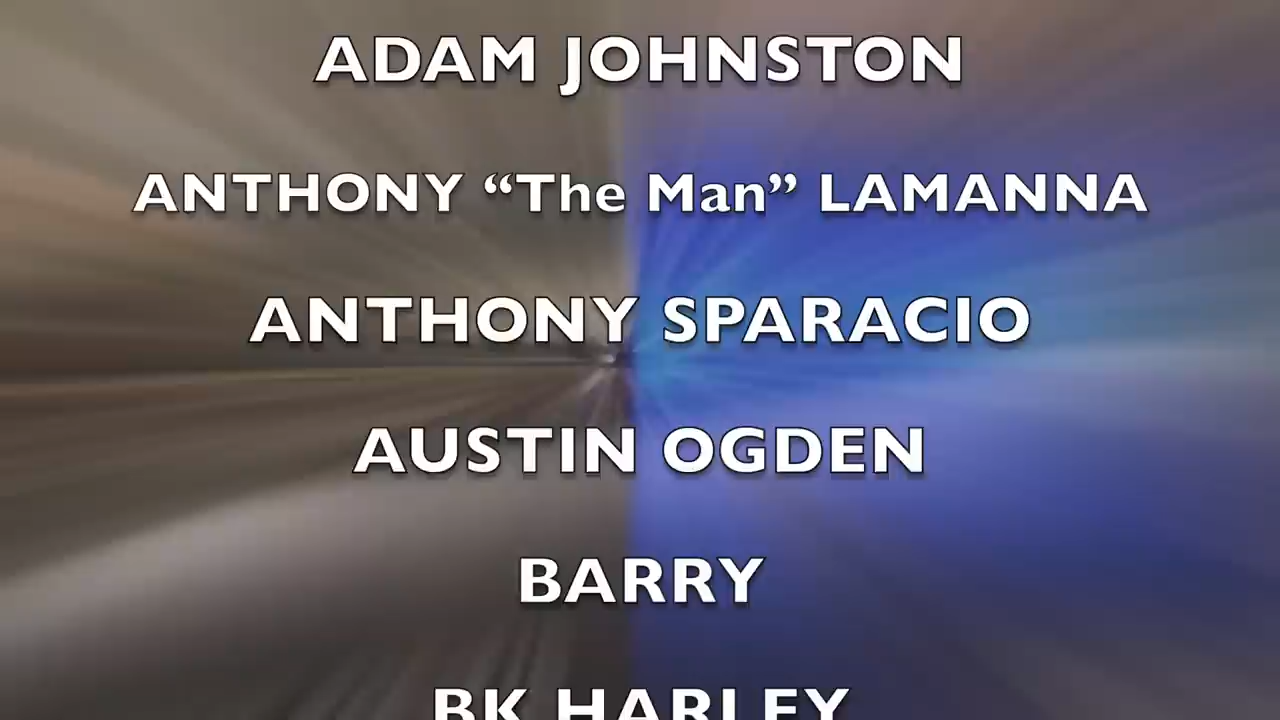 ADAM JOHNSTON
ANTHONY “The Man” LAMANNA
ANTHONY SPARACIO
AUSTIN OGDEN
BARRY
BK HARLEY